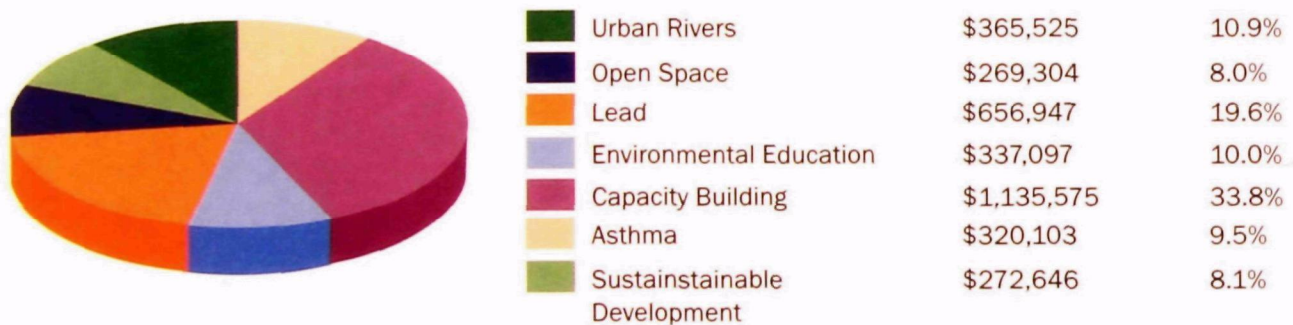 Urban Rivers $365,525 10.9%
Open Space $269,304 8.0%
Lead $656,947 19.6%
Environmental Education $337,097 10.0%
Capacity Building $1,135,575 33.8%
Asthma $320,103 9.5%
Sustainstainable $272,646 8.1%
Development